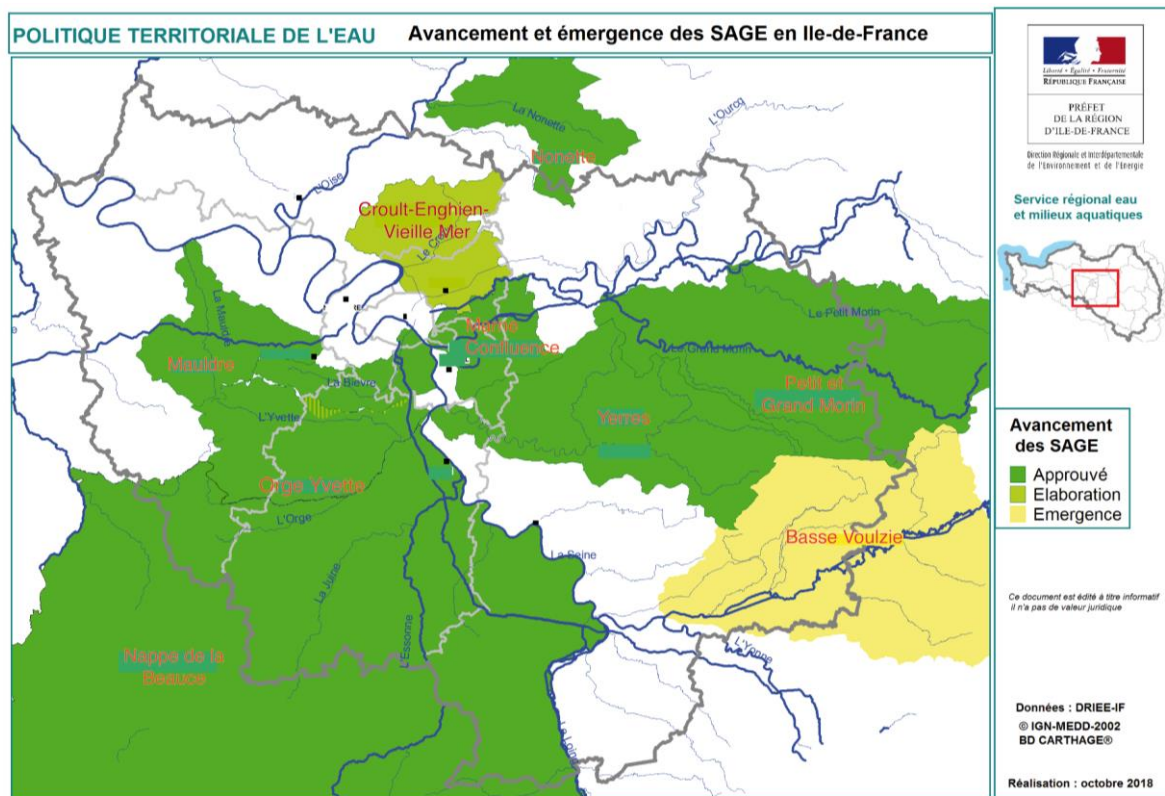 POLITIQUE TERRITORIALE DE L'EAU
Avancement et émergence des SAGE en Ile-de-France
La Nonette
Nonette
L'Ourcq
L'Oise
Croult-Enghien-
Vieille Mer
La Mauldre
Mauldre
Marne
Confluence
Le Petit Morin
Le Grand Morin
Petit et
Grand Morin
La Bièvre
L'Yvette
Yerres
Orge Yvette
L'Orge
La Seine
Basse Voulzie
La Juine
L'Essonne
L'Yonne
Nappe de la
Beauce
Le Loing
Liberté • Égalité • Fraternité
RÉPUBLIQUE FRANÇAISE
PRÉFET
DE LA RÉGION
D'ILE-DE-FRANCE
Direction Régionale et Interdépartementale
de l'Environnement et de l'Energie
Service régional eau
et milieux aquatiques
Avancement
des SAGE
Approuvé
Elaboration
Emergence
Ce document est édité à titre informatif
il n'a pas de valeur juridique
Données : DRIEE-IF
© IGN-MEDD-2002
BD CARTHAGE®
Réalisation : octobre 2018